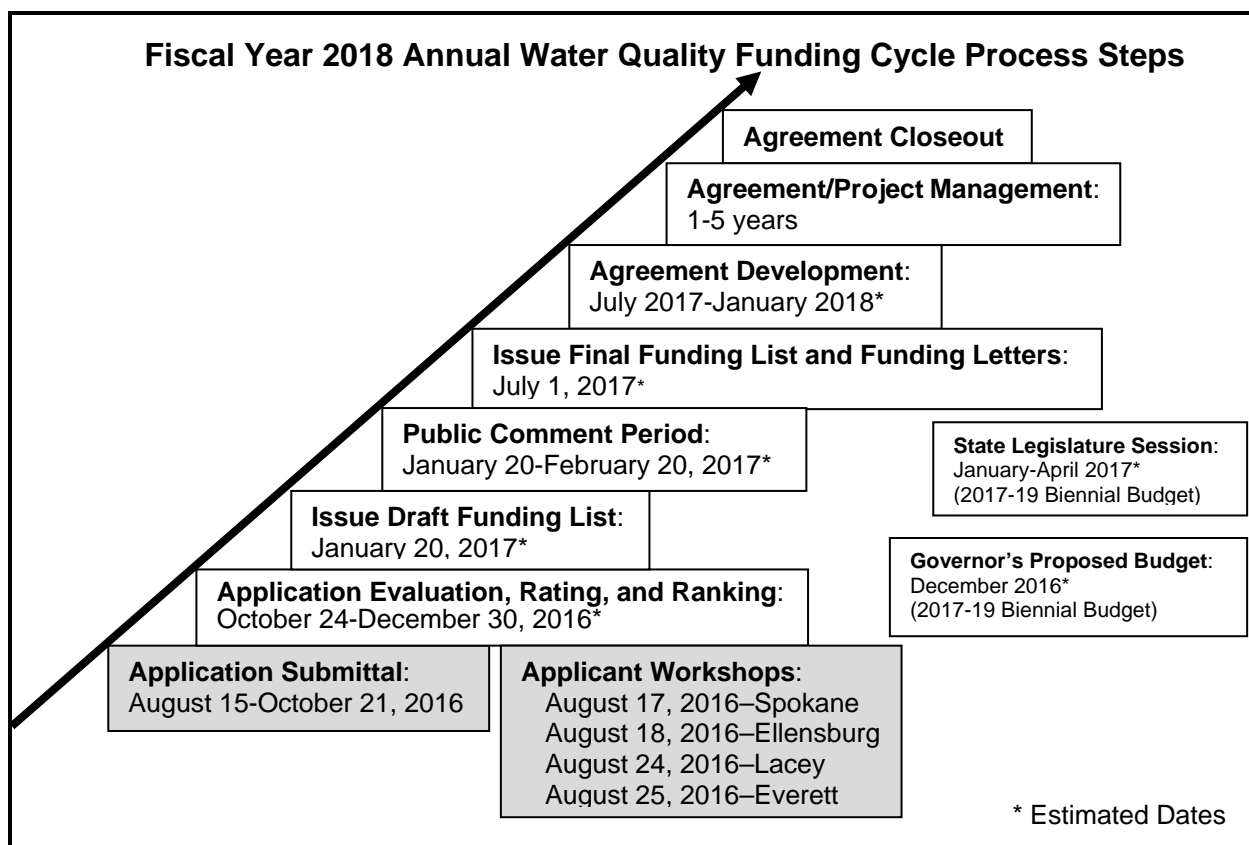 Fiscal Year 2018 Annual Water Quality Funding Cycle Process Steps
Agreement Closeout
Agreement/Project Management:
1-5 years
Agreement Development:
July 2017-January 2018*
Issue Final Funding List and Funding Letters:
July 1, 2017*
Public Comment Period:
January 20-February 20, 2017*
State Legislature Session:
January-April 2017*
(2017-19 Biennial Budget)
Issue Draft Funding List:
January 20, 2017*
Governor's Proposed Budget:
December 2016*
(2017-19 Biennial Budget)
Application Evaluation, Rating, and Ranking:
October 24-December 30, 2016*
Application Submittal:
August 15-October 21, 2016
Applicant Workshops:
August 17, 2016–Spokane
August 18, 2016–Ellensburg
August 24, 2016–Lacey
August 25, 2016–Everett
* Estimated Dates